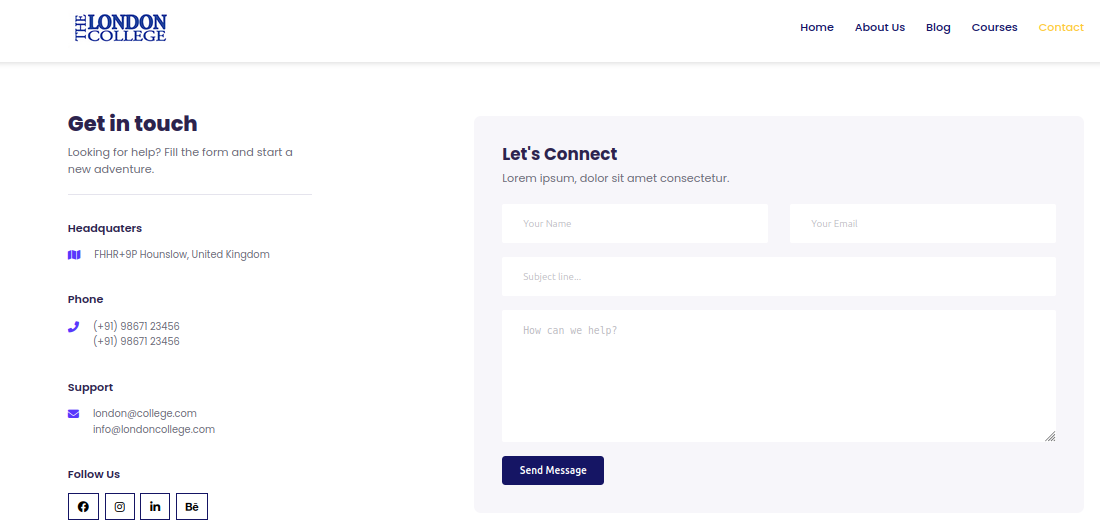 THE LONDON
COLLEGE
Home About Us Blog Courses Contact
Get in touch
Looking for help? Fill the form and start a
new adventure.
Headquaters
FHHR+9P Hounslow, United Kingdom
Phone
(+91) 98671 23456
(+91) 98671 23456
Support
london@college.com
info@londoncollege.com
Follow Us
in Bē
Let's Connect
Lorem ipsum, dolor sit amet consectetur.
Your Name Your Email
Subject line...
How can we help?
Send Message